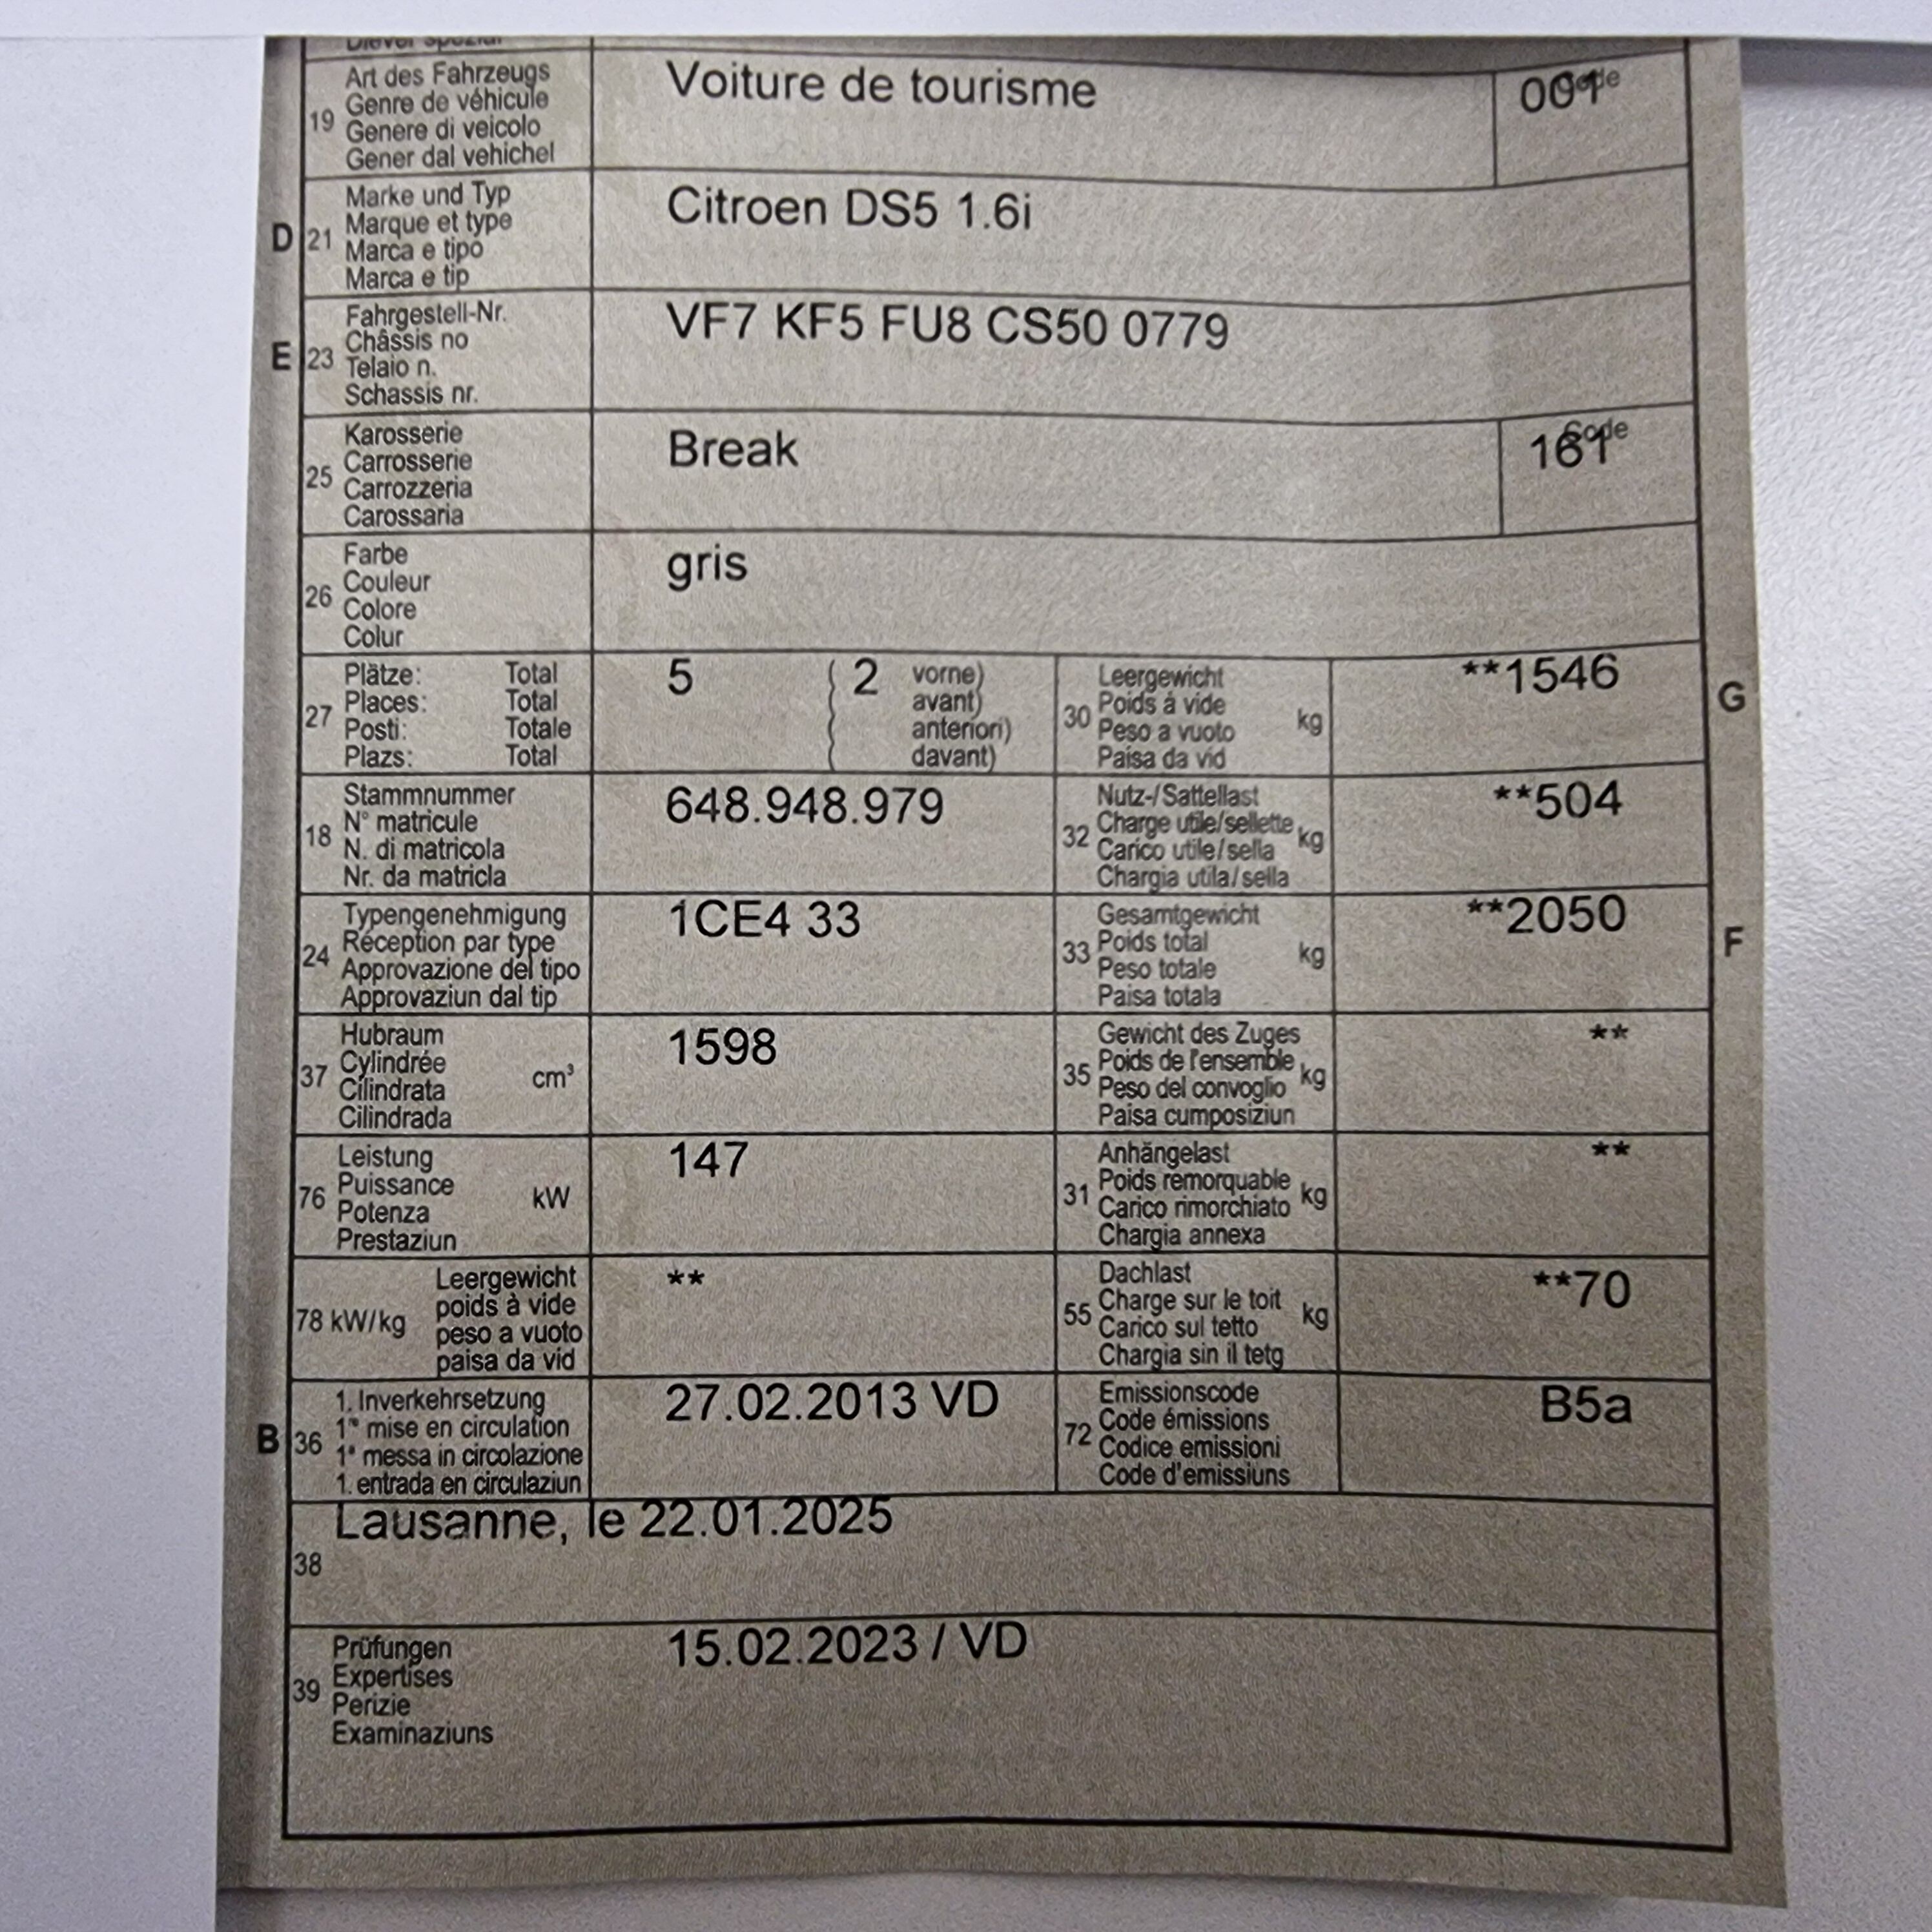 19 Art des Fahrzeugs
Genre de véhicule
Genere di veicolo
Gener dal vehichel
Voiture de tourisme
Code
001
D 21 Marke und Typ
Marque et type
Marca e tipo
Marca e tip
Citroen DS5 1.6i
E 23 Fahrgestell-Nr.
Châssis no
Telaio n.
Schassis nr.
VF7 KF5 FU8 CS50 0779
25 Karosserie
Carrosserie
Carrozzeria
Carossaria
Break
Code
161
26 Farbe
Couleur
Colore
Colur
gris
27 Plätze: Total
Places: Total
Posti: Totale
Plazs: Total
5 ( 2 vorne)
( avant)
( anteriori)
( davant)
30 Leergewicht
Poids à vide
Peso a vuoto kg
Paisa da vid
**1546
G
18 Stammnummer
N° matricule
N. di matricola
Nr. da matricla
648.948.979
32 Nutz-/Sattellast
Charge utile/sellette
Carico utile/sella kg
Chargia utila/sella
**504
24 Typengenehmigung
Réception par type
Approvazione del tipo
Approvaziun dal tip
1CE4 33
33 Gesamtgewicht
Poids total
Peso totale kg
Paisa totala
**2050
F
37 Hubraum
Cylindrée
Cilindrata cm³
Cilindrada
1598
35 Gewicht des Zuges
Poids de l'ensemble
Peso del convoglio kg
Paisa cumposiziun
**
76 Leistung
Puissance
Potenza kW
Prestaziun
147
31 Anhängelast
Poids remorquable
Carico rimorchiato kg
Chargia annexa
**
78 kW/kg Leergewicht
poids à vide
peso a vuoto
paisa da vid
**
55 Dachlast
Charge sur le toit
Carico sul tetto kg
Chargia sin il tetg
**70
B 36 1. Inverkehrsetzung
1re mise en circulation
1a messa in circolazione
1. entrada en circulaziun
27.02.2013 VD
72 Emissionscode
Code émissions
Codice emissioni
Code d'emissiuns
B5a
38 Lausanne, le 22.01.2025
39 Prüfungen
Expertises
Perizie
Examinaziuns
15.02.2023 / VD